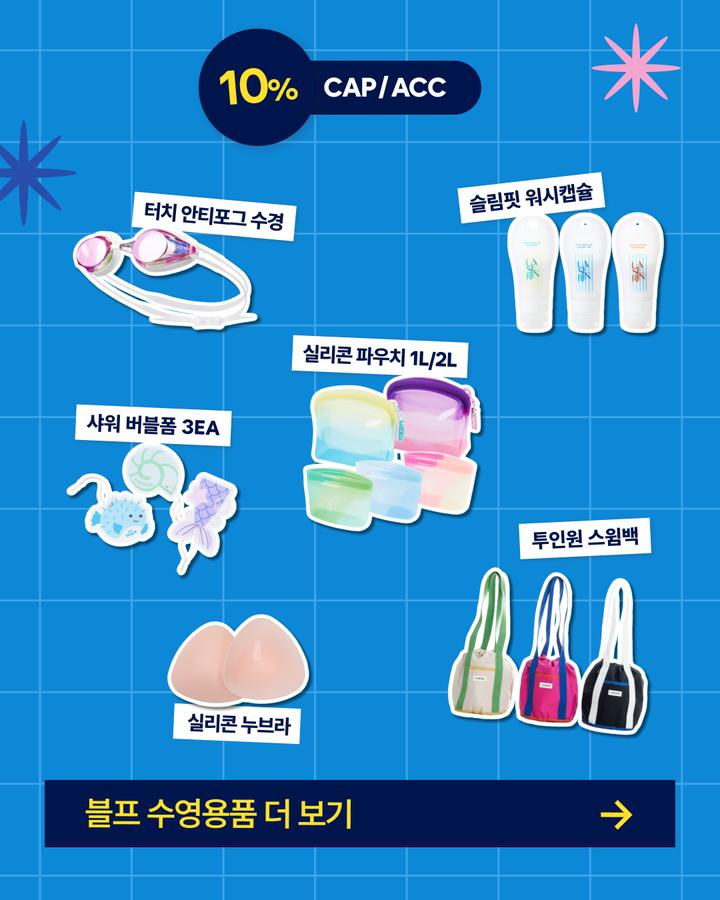 10% CAP/ACC
터치 안티포그 수경
슬림핏 워시캡슐
실리콘 파우치 1L/2L
샤워 버블폼 3EA
투인원 스윔백
실리콘 누브라
블프 수영용품 더 보기